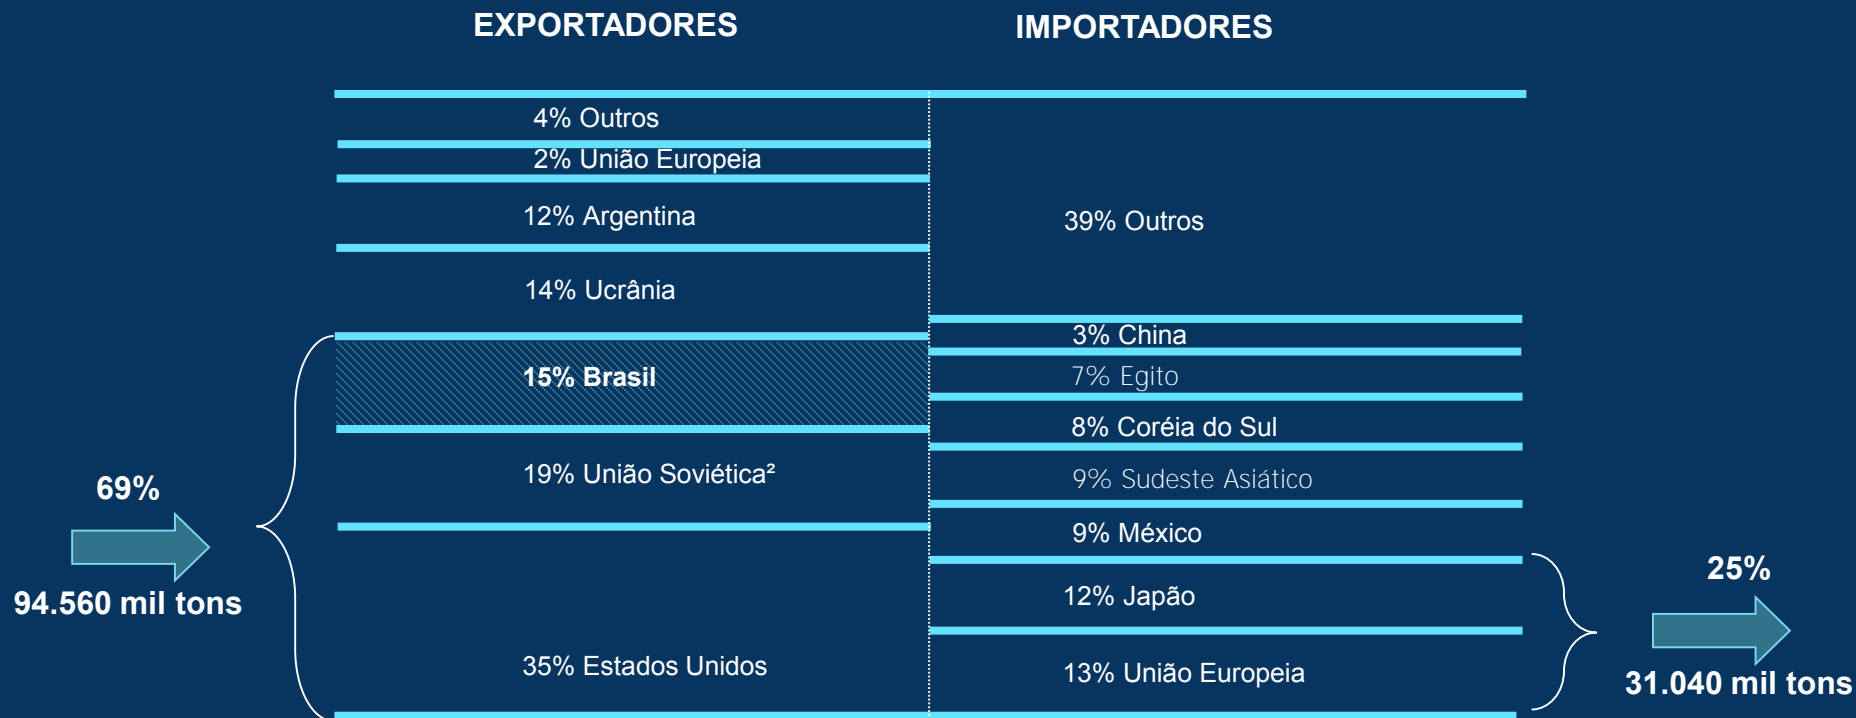 EXPORTADORES
IMPORTADORES
4% Outros
2% União Europeia
12% Argentina
14% Ucrânia
15% Brasil
19% União Soviética²
35% Estados Unidos
69%
94.560 mil tons
39% Outros
3% China
7% Egito
8% Coréia do Sul
9% Sudeste Asiático
9% México
12% Japão
13% União Europeia
25%
31.040 mil tons